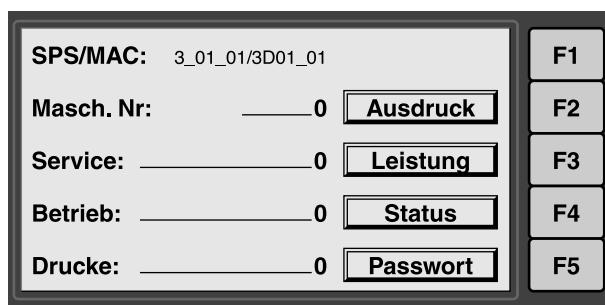 SPS/MAC: 3_01_01/3D01_01 F1
Masch. Nr: 0 Ausdruck F2
Service: 0 Leistung F3
Betrieb: 0 Status F4
Drucke: 0 Passwort F5